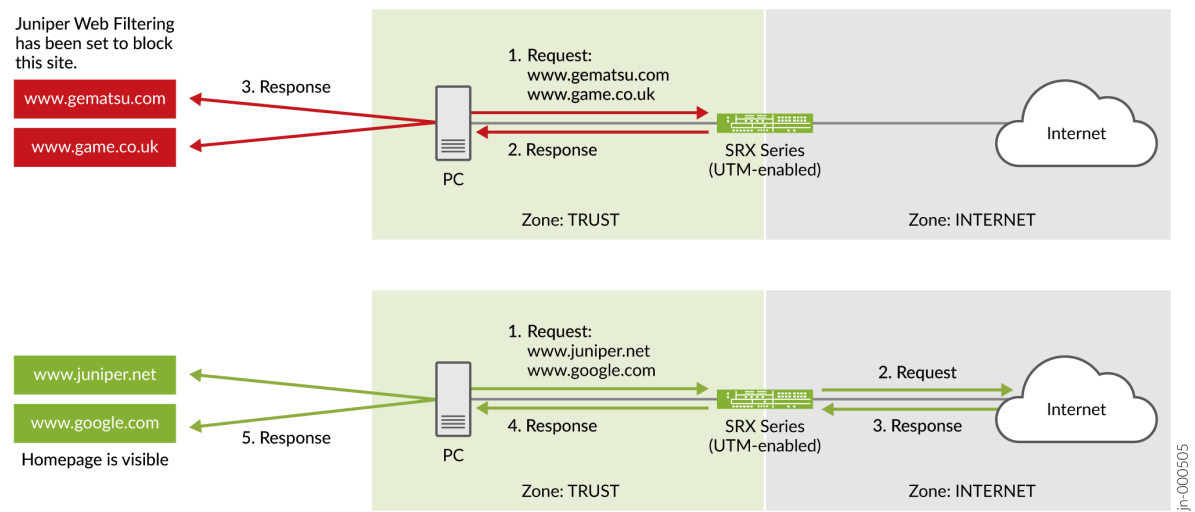 Juniper Web Filtering
has been set to block
this site.
www.gematsu.com
www.game.co.uk
3. Response
PC
1. Request:
www.gematsu.com
www.game.co.uk
2. Response
SRX Series
(UTM-enabled)
Internet
Zone: TRUST
Zone: INTERNET
www.juniper.net
www.google.com
Homepage is visible
5. Response
PC
1. Request:
www.juniper.net
www.google.com
4. Response
SRX Series
(UTM-enabled)
2. Request
3. Response
Internet
Zone: TRUST
Zone: INTERNET
jn-000505